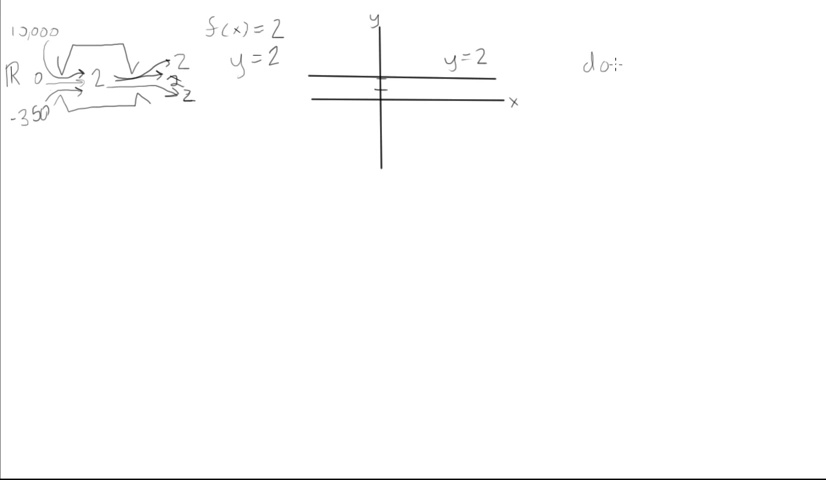 10,000
ℝ 0 2 2
2
2
-350
f(x) = 2
y = 2
y
y = 2
x
do